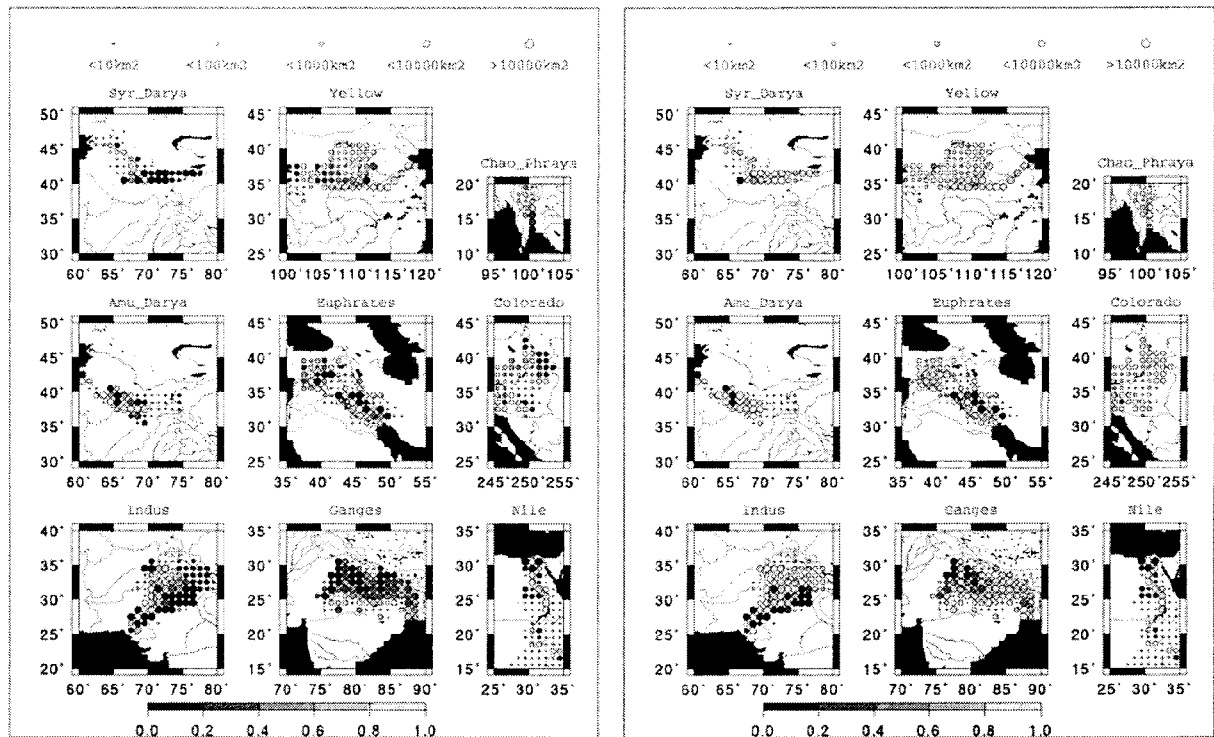 <10km2 <100km2 <1000km2 <10000km2 >10000km2
Syr_Darya Yellow
50° 45° 40° 35° 30°
45° 40° 35° 30° 25°
Chao_Phraya
20° 15° 10°
60° 65° 70° 75° 80° 100° 105° 110° 115° 120° 95° 100° 105°
Amu_Darya Euphrates Colorado
50° 45° 40° 35° 30°
45° 40° 35° 30° 25°
45° 40° 35° 30° 25°
60° 65° 70° 75° 80° 35° 40° 45° 50° 55° 245° 250° 255°
Indus Ganges Nile
40° 35° 30° 25° 20°
35° 30° 25° 20° 15°
35° 30° 25° 20° 15°
60° 65° 70° 75° 80° 70° 75° 80° 85° 90° 25° 30° 35°
0.0 0.2 0.4 0.6 0.8 1.0
<10km2 <100km2 <1000km2 <10000km2 >10000km2
Syr_Darya Yellow
50° 45° 40° 35° 30°
45° 40° 35° 30° 25°
Chao_Phraya
20° 15° 10°
60° 65° 70° 75° 80° 100° 105° 110° 115° 120° 95° 100° 105°
Amu_Darya Euphrates Colorado
50° 45° 40° 35° 30°
45° 40° 35° 30° 25°
45° 40° 35° 30° 25°
60° 65° 70° 75° 80° 35° 40° 45° 50° 55° 245° 250° 255°
Indus Ganges Nile
40° 35° 30° 25° 20°
35° 30° 25° 20° 15°
35° 30° 25° 20° 15°
60° 65° 70° 75° 80° 70° 75° 80° 85° 90° 25° 30° 35°
0.0 0.2 0.4 0.6 0.8 1.0